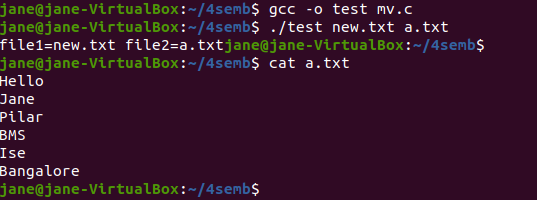 jane@jane-VirtualBox:~/4semb$ gcc -o test mv.c
jane@jane-VirtualBox:~/4semb$ ./test new.txt a.txt
file1=new.txt file2=a.txtjane@jane-VirtualBox:~/4semb$
jane@jane-VirtualBox:~/4semb$ cat a.txt
Hello
Jane
Pilar
BMS
Ise
Bangalore
jane@jane-VirtualBox:~/4semb$